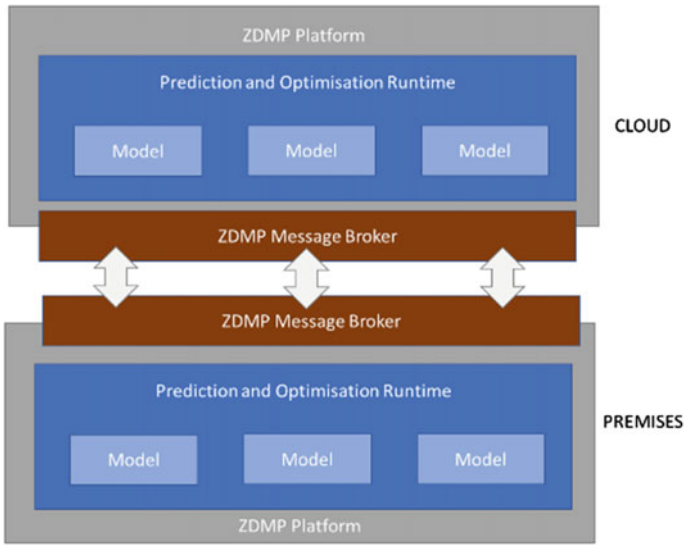 ZDMP Platform
Prediction and Optimisation Runtime
Model Model Model
CLOUD
ZDMP Message Broker
ZDMP Message Broker
Prediction and Optimisation Runtime
PREMISES
Model Model Model
ZDMP Platform